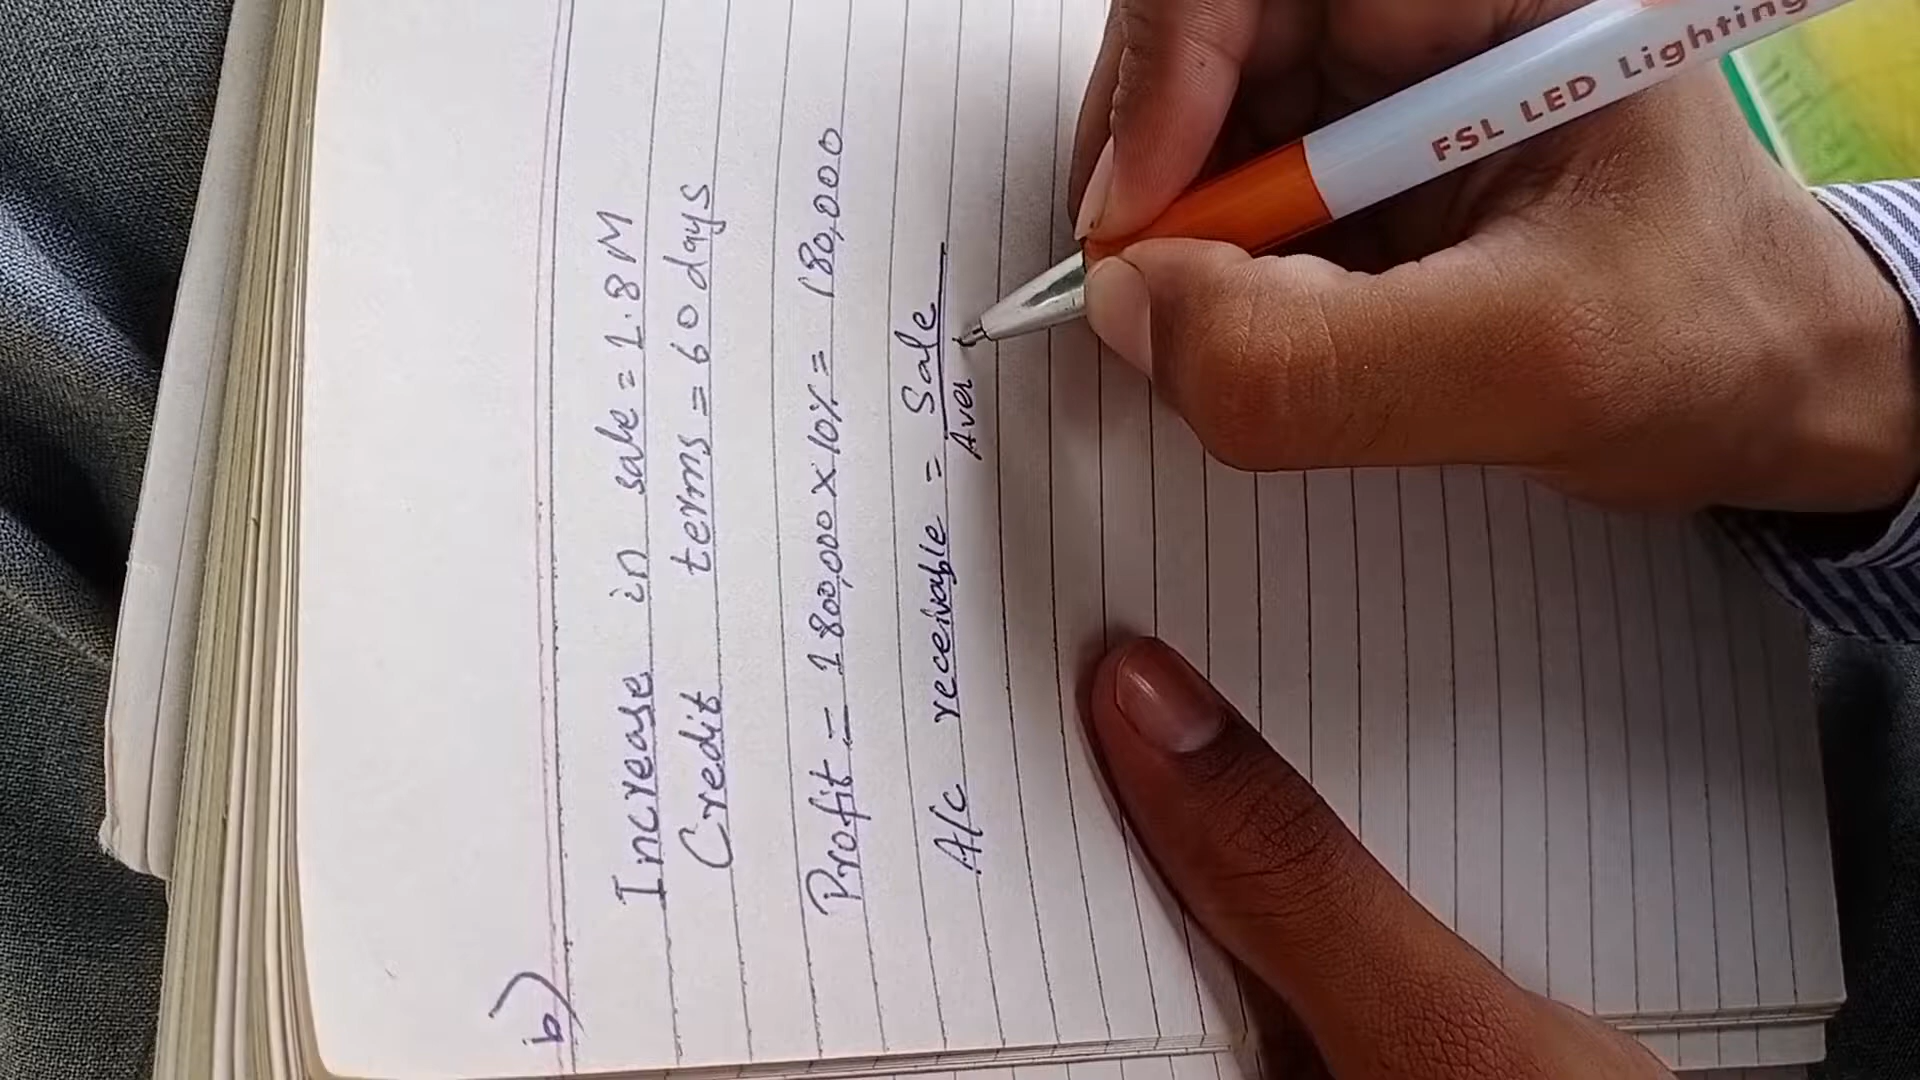 b)
Increase in sale = 1.8M
Credit terms = 60 days
Profit = 1800,000 × 10% = 180,000
A/c receivable = Sale
Aver
FSL LED Lighting